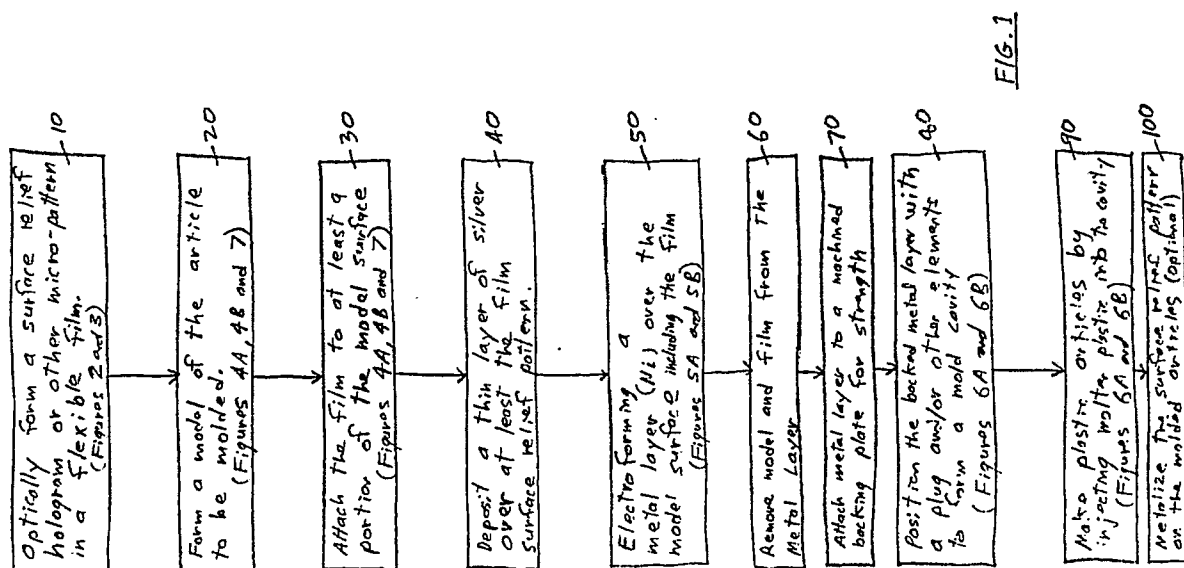 Optically form a surface relief
hologram or other micro-pattern
in a flexible film.
(Figures 2 and 3)
10
Form a model of the article
to be molded.
(Figures 4A, 4B and 7)
20
Attach the film to at least a
portion of the model surface
(Figures 4A, 4B and 7)
30
Deposit a thin layer of silver
over at least the film
surface relief pattern.
40
Electroforming a
metal layer (Ni) over the
model surface including the film
(Figures 5A and 5B)
50
Remove model and film from the
Metal Layer
60
Attach metal layer to a machined
backing plate for strength
70
Position the backed metal layer with
a plug and/or other elements
to form a mold cavity
(Figures 6A and 6B)
80
Make plastic articles by
injecting molten plastic into the cavity
(Figures 6A and 6B)
90
Metalize the surface relief pattern
on the molded articles (optional)
100
FIG. 1